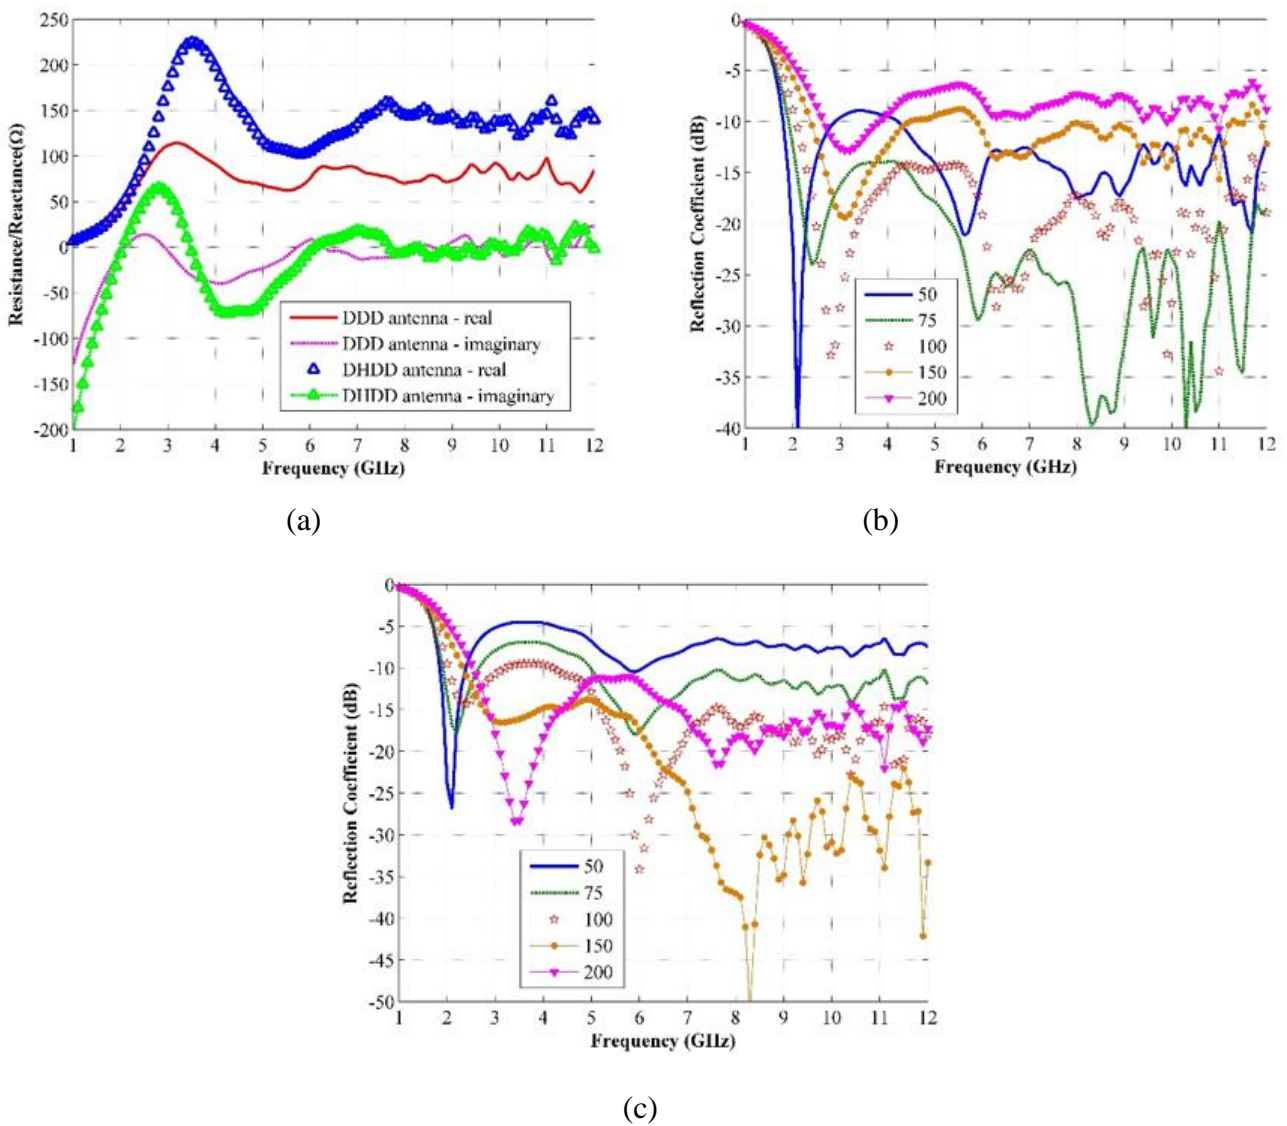 250
200
150
100
50
0
-50
-100
-150
-200
Resistance/Reactance(Ω)
DDD antenna - real
DDD antenna - imaginary
DHDD antenna - real
DHDD antenna - imaginary
1 2 3 4 5 6 7 8 9 10 11 12
Frequency (GHz)
(a)
0
-5
-10
-15
-20
-25
-30
-35
-40
Reflection Coefficient (dB)
50
75
100
150
200
1 2 3 4 5 6 7 8 9 10 11 12
Frequency (GHz)
(b)
0
-5
-10
-15
-20
-25
-30
-35
-40
-45
-50
Reflection Coefficient (dB)
50
75
100
150
200
1 2 3 4 5 6 7 8 9 10 11 12
Frequency (GHz)
(c)